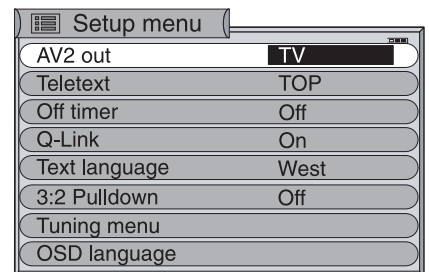 Setup menu
AV2 out TV
Teletext TOP
Off timer Off
Q-Link On
Text language West
3:2 Pulldown Off
Tuning menu
OSD language